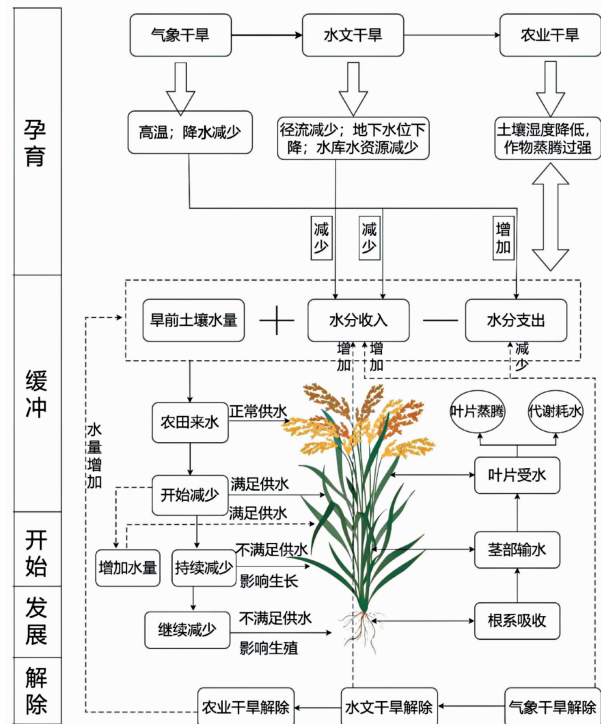 孕育
气象干旱
水文干旱
农业干旱
高温；降水减少
径流减少；地下水位下
降；水库水资源减少
土壤湿度降低，
作物蒸腾过强
减少
减少
增加
缓冲
旱前土壤水量
水分收入
水分支出
增加
增加
减少
水量增加
农田来水
正常供水
叶片蒸腾
代谢耗水
开始减少
满足供水
叶片受水
满足供水
开始
增加水量
持续减少
不满足供水
影响生长
茎部输水
发展
继续减少
不满足供水
影响生殖
根系吸收
解除
农业干旱解除
水文干旱解除
气象干旱解除